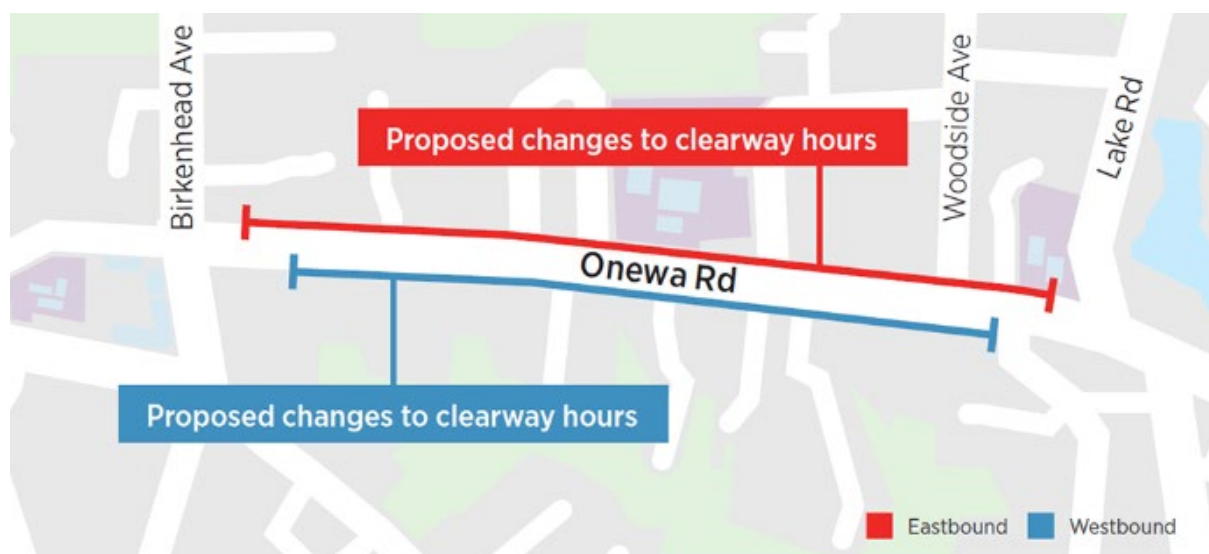 Birkenhead Ave
Proposed changes to clearway hours
Woodside Ave
Lake Rd
Onewa Rd
Proposed changes to clearway hours
Eastbound
Westbound